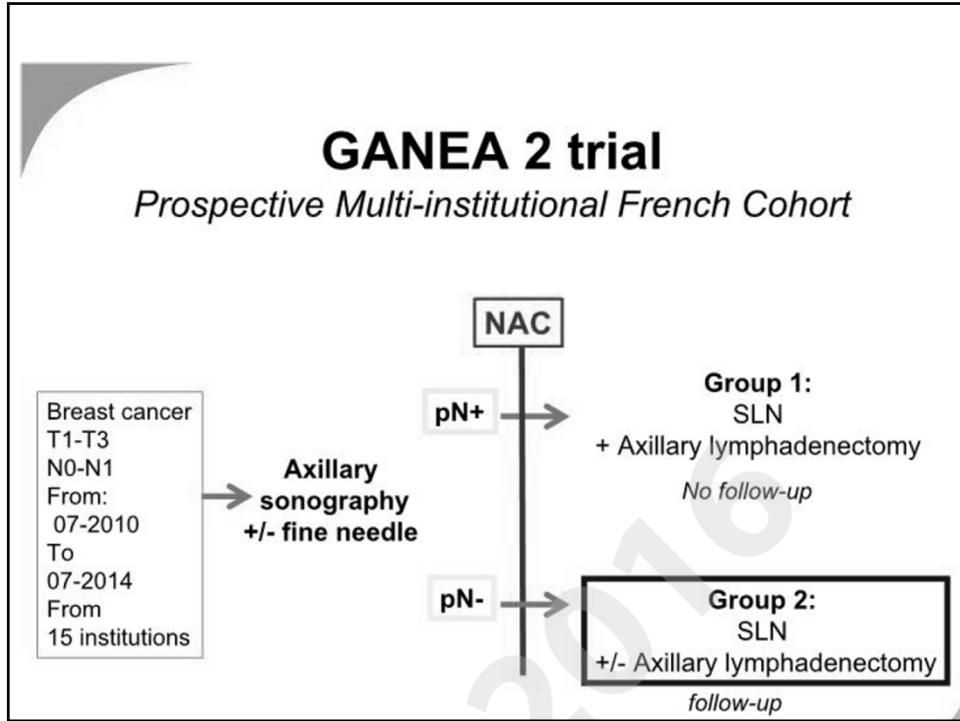 GANEA 2 trial
Prospective Multi-institutional French Cohort
NAC
Breast cancer
T1-T3
N0-N1
From:
07-2010
To
07-2014
From
15 institutions
Axillary
sonography
+/- fine needle
pN+
Group 1:
SLN
+ Axillary lymphadenectomy
No follow-up
pN-
Group 2:
SLN
+/- Axillary lymphadenectomy
follow-up
2016